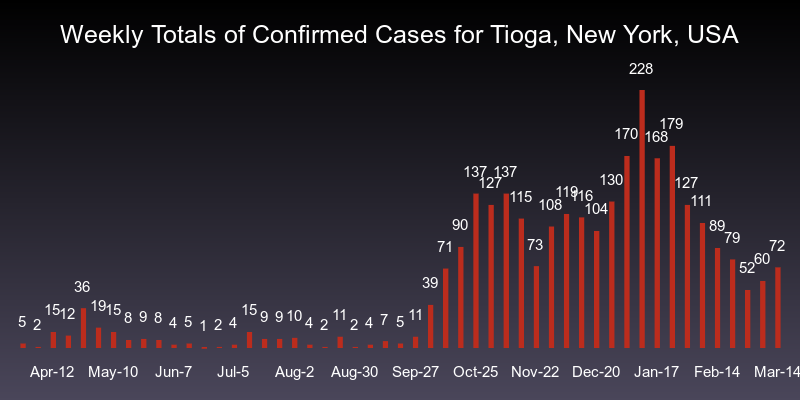 Weekly Totals of Confirmed Cases for Tioga, New York, USA
5 2 15 12 36 19 15 8 9 8 4 5 1 2 4 15 9 9 10 4 2 11 2 4 7 5 11 39 71 90 137 127 137 115 73 108 119 116 104 130 170 228 168 179 127 111 89 79 52 60 72
Apr-12 May-10 Jun-7 Jul-5 Aug-2 Aug-30 Sep-27 Oct-25 Nov-22 Dec-20 Jan-17 Feb-14 Mar-14